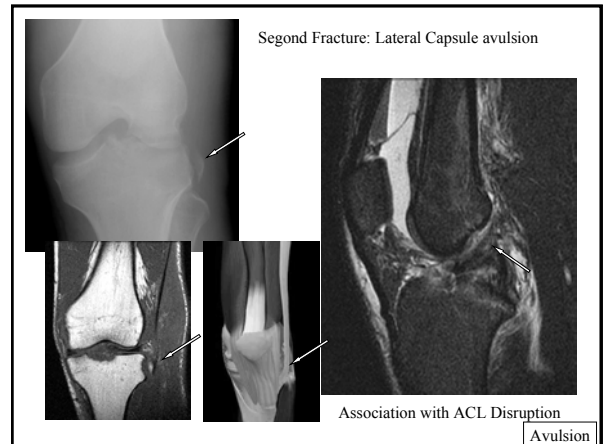 Segond Fracture: Lateral Capsule avulsion
Association with ACL Disruption
Avulsion